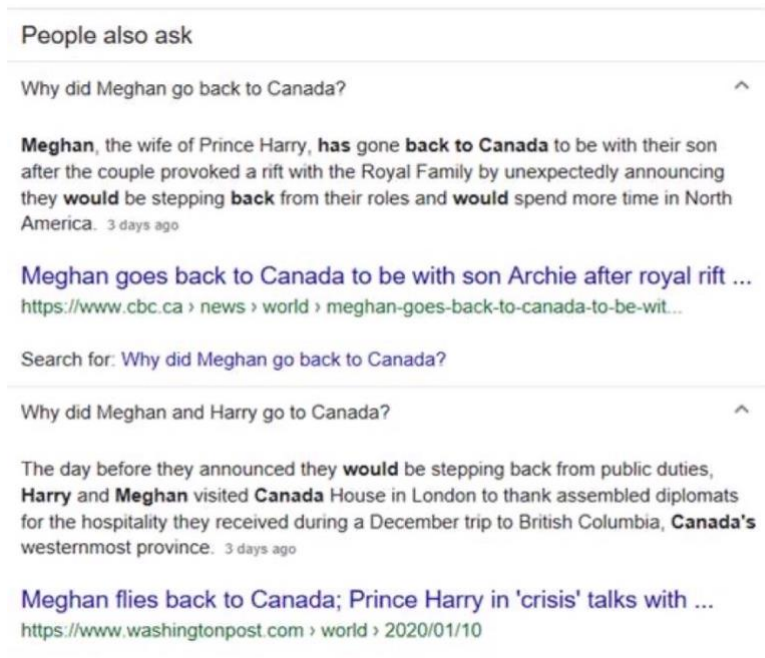 People also ask
Why did Meghan go back to Canada?
Meghan, the wife of Prince Harry, has gone back to Canada to be with their son
after the couple provoked a rift with the Royal Family by unexpectedly announcing
they would be stepping back from their roles and would spend more time in North
America. 3 days ago
Meghan goes back to Canada to be with son Archie after royal rift ...
https://www.cbc.ca › news › world › meghan-goes-back-to-canada-to-be-wit...
Search for: Why did Meghan go back to Canada?
Why did Meghan and Harry go to Canada?
The day before they announced they would be stepping back from public duties,
Harry and Meghan visited Canada House in London to thank assembled diplomats
for the hospitality they received during a December trip to British Columbia, Canada's
westernmost province. 3 days ago
Meghan flies back to Canada; Prince Harry in 'crisis' talks with ...
https://www.washingtonpost.com › world › 2020/01/10